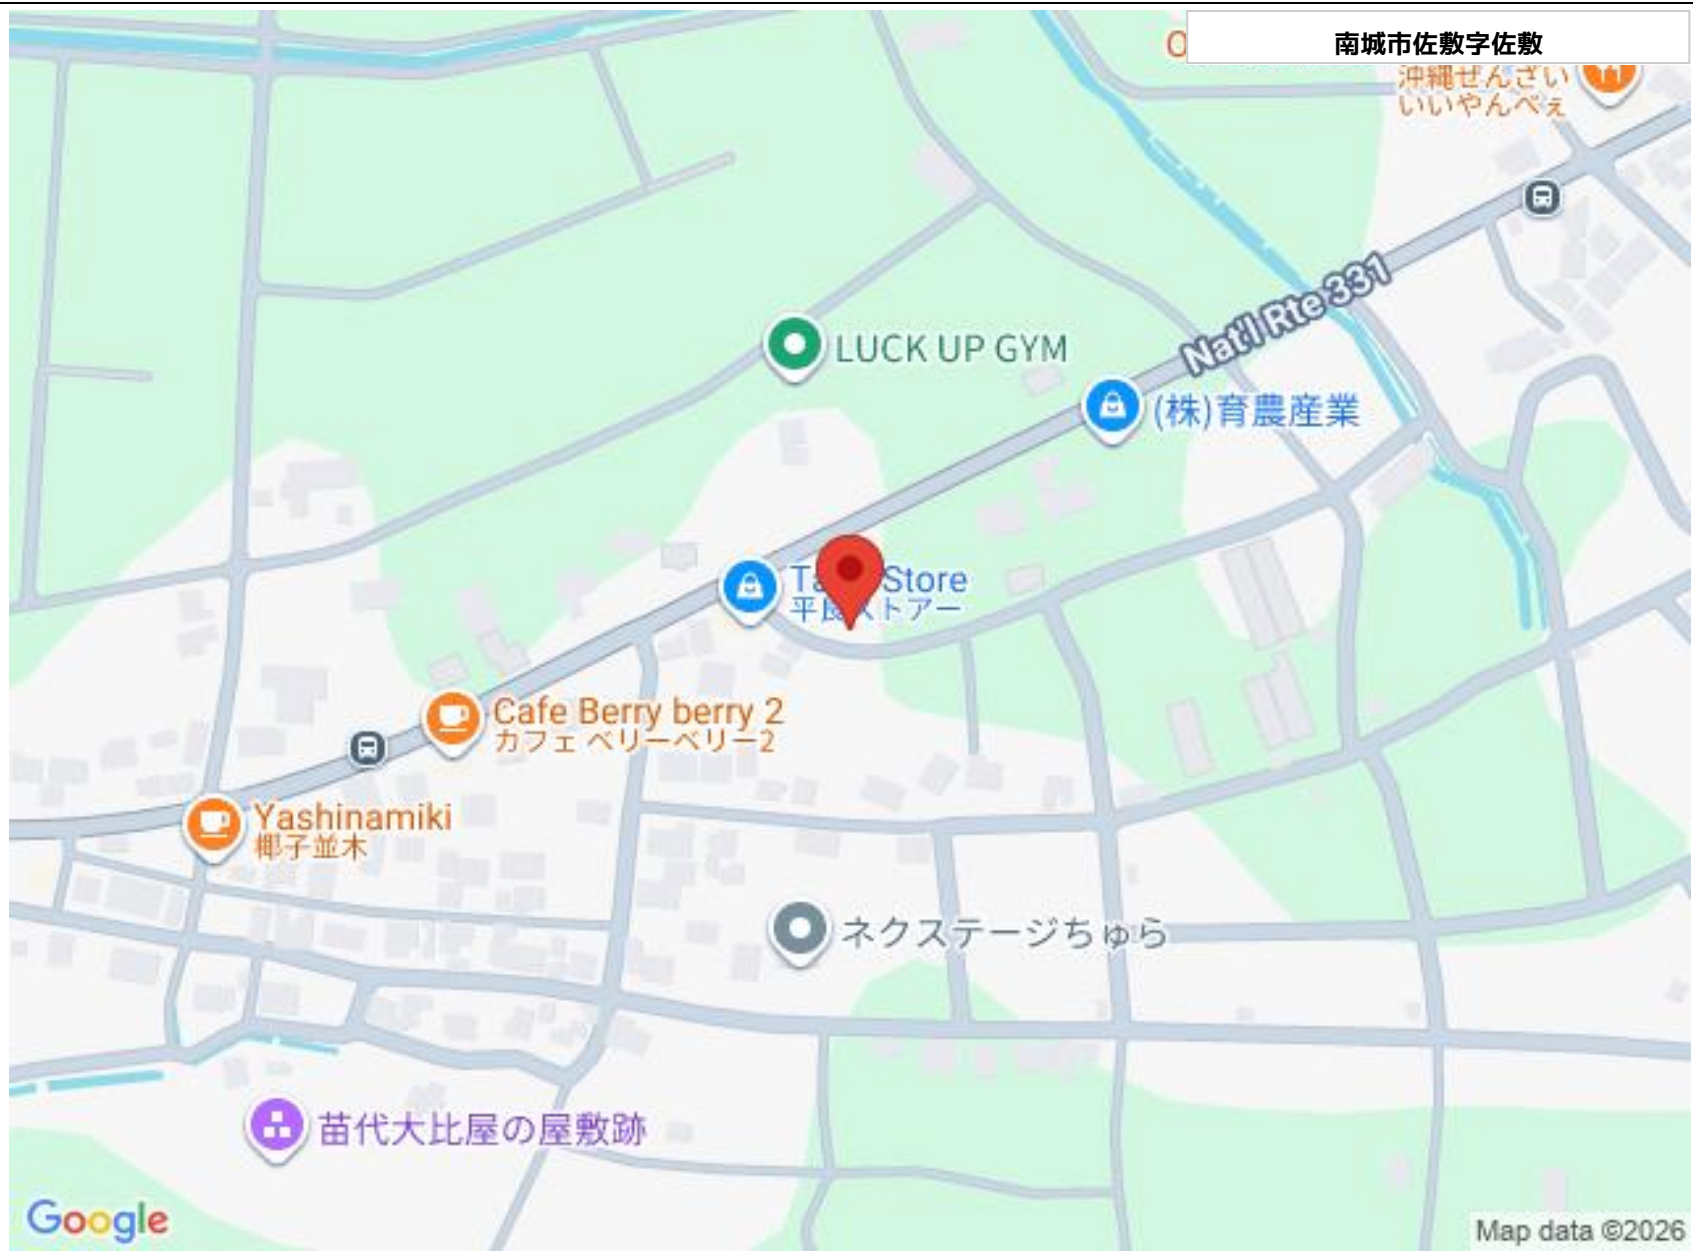 南城市佐敷字佐敷
沖縄ぜんざい
いいやんべぇ
Nat'l Rte 331
LUCK UP GYM
(株)育農産業
Store
平良ストアー
Cafe Berry berry 2
カフェ ベリーベリー2
Yashinamiki
椰子並木
ネクステージちゅら
苗代大比屋の屋敷跡
Google
Map data ©2026